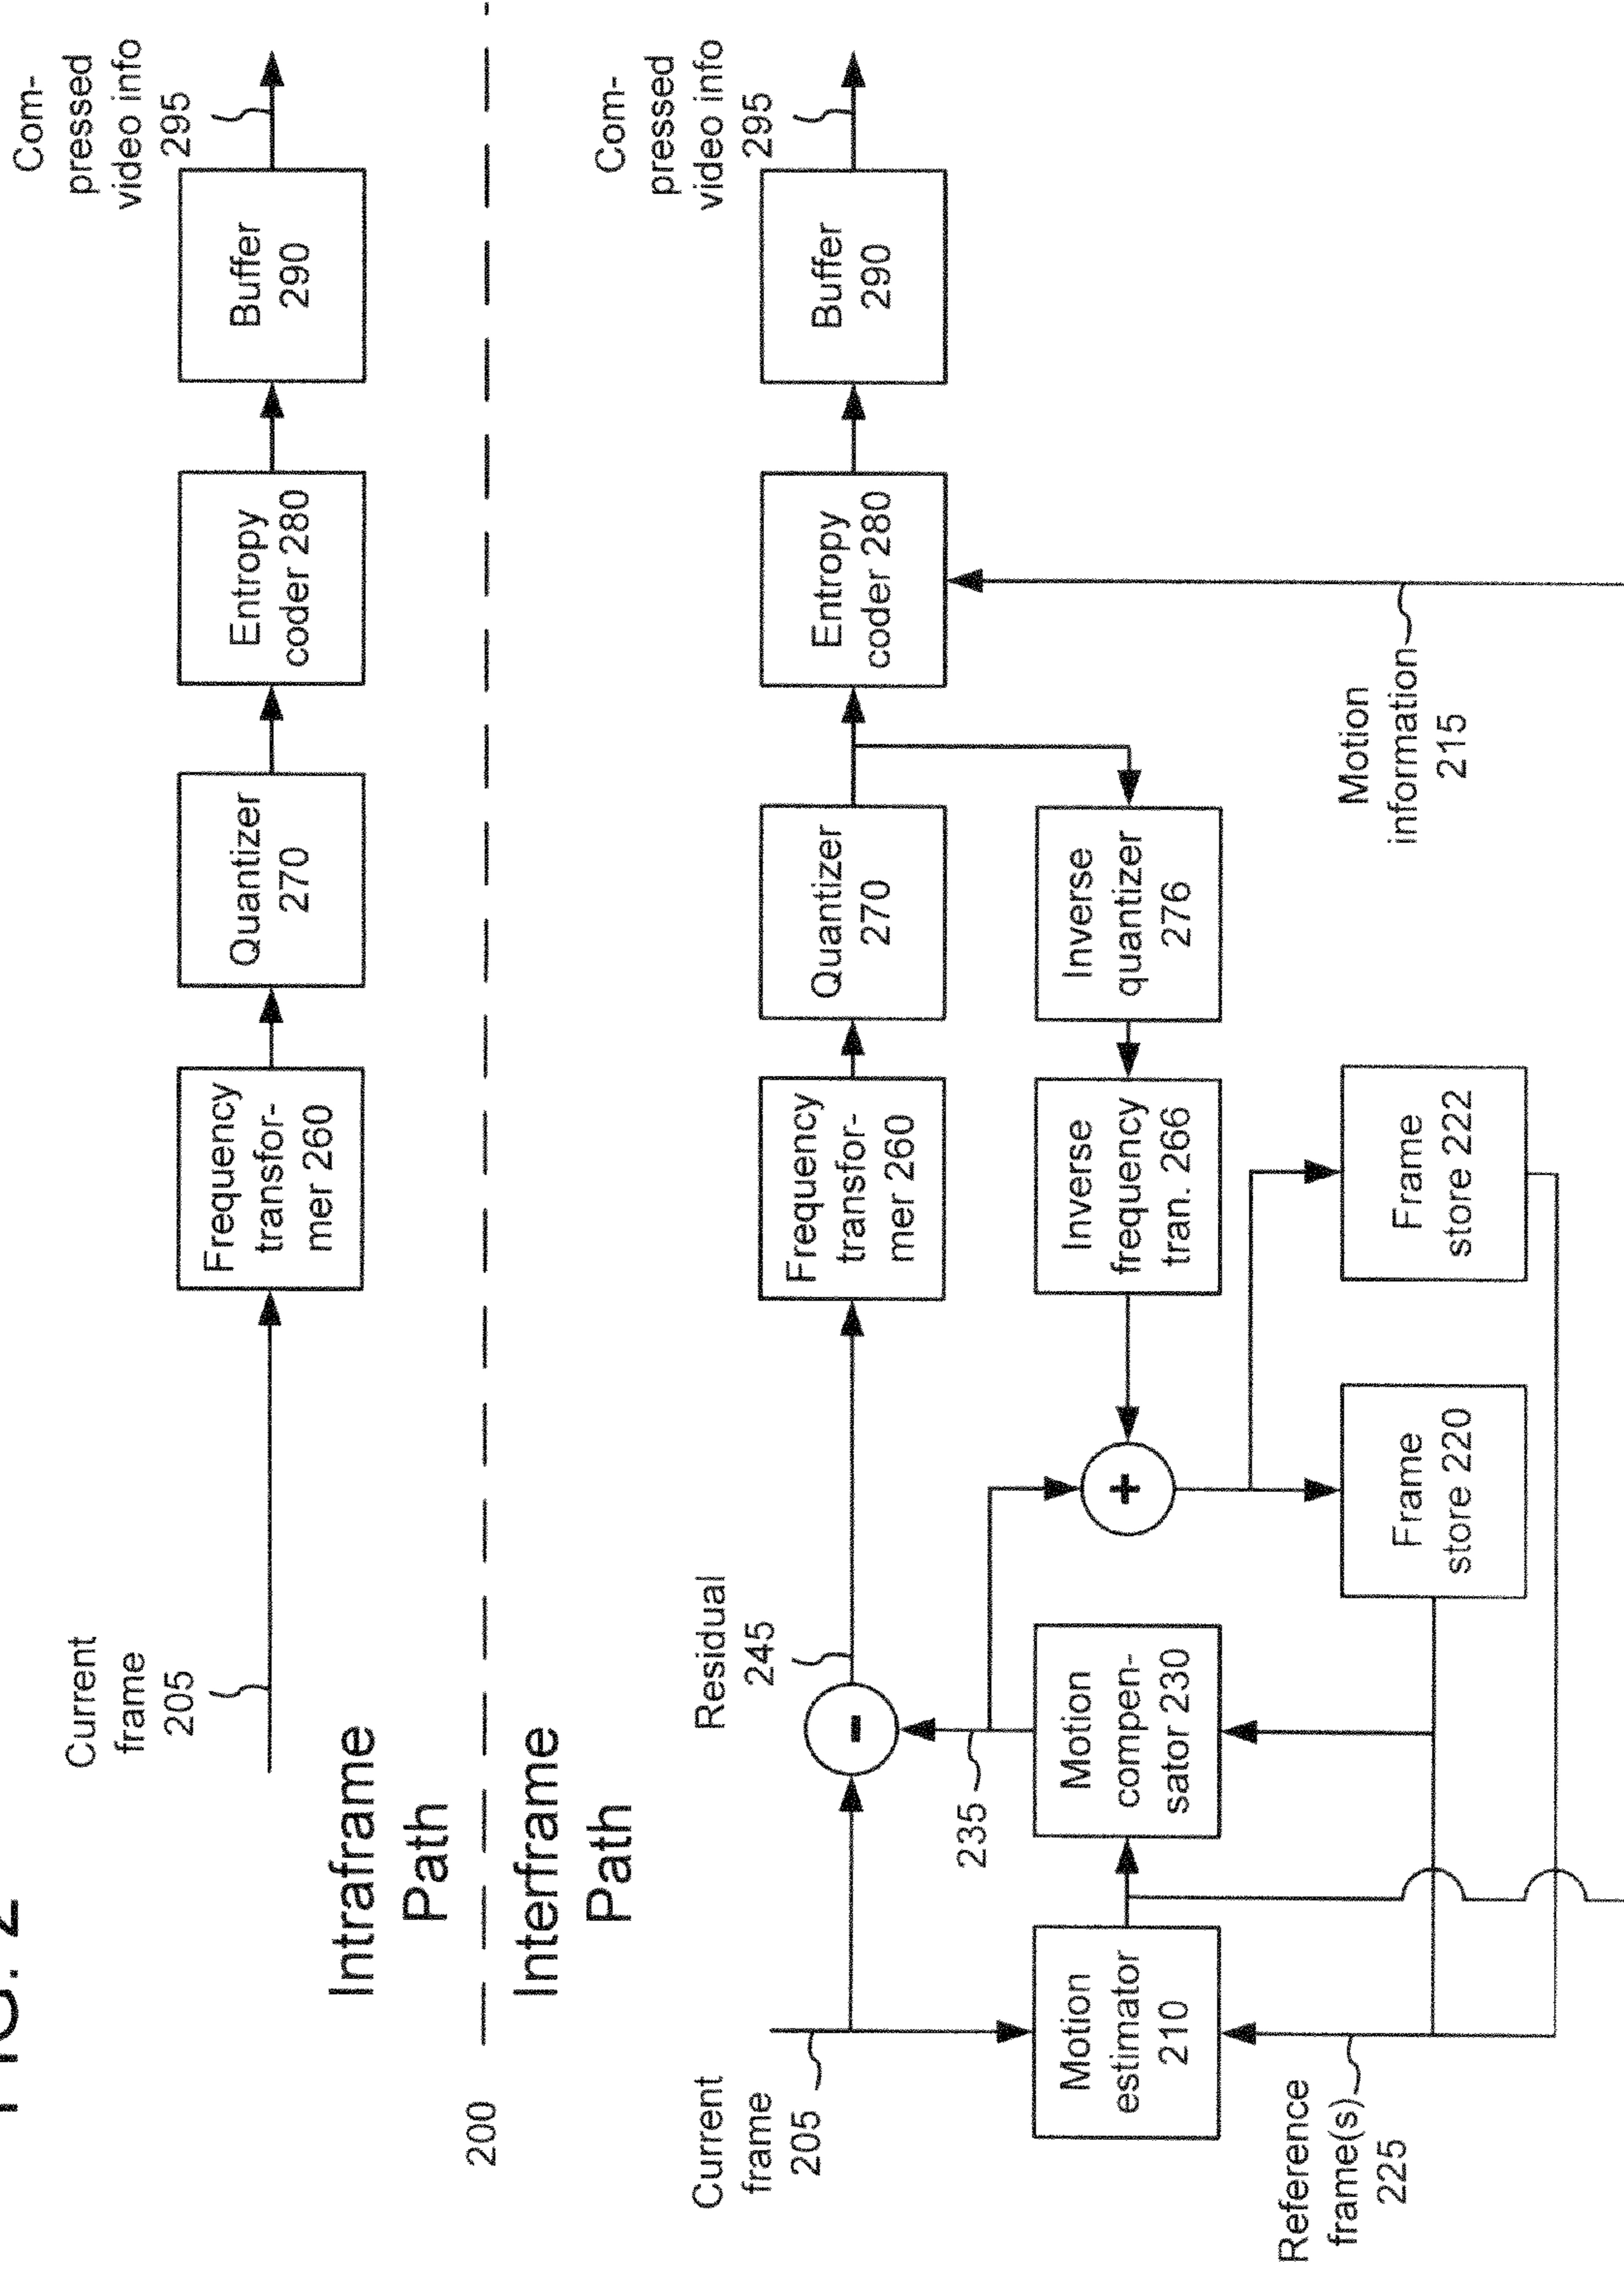 FIG. 2
Current
frame
205
Frequency
transfor-
mer 260
Quantizer
270
Entropy
coder 280
Buffer
290
Com-
pressed
video info
295
Intraframe
Path
200
Interframe
Path
Current
frame
205
Residual
245
Frequency
transfor-
mer 260
Quantizer
270
Entropy
coder 280
Buffer
290
Com-
pressed
video info
295
235
Motion
estimator
210
Motion
compen-
sator 230
+
-
Inverse
frequency
tran. 266
Inverse
quantizer
276
Reference
frame(s)
225
Frame
store 220
Frame
store 222
Motion
information
215